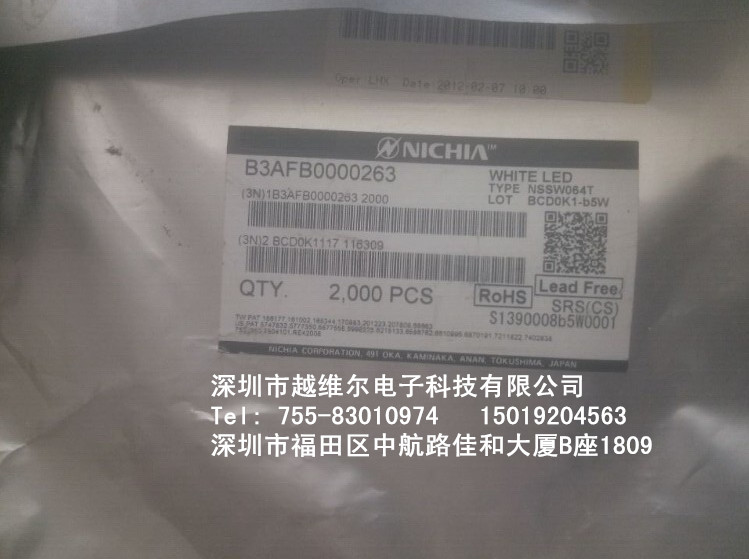 Oper LHX Date 2012-02-07 10:00
NICHIA™
B3AFB0000263
WHITE LED
TYPE NSSW064T
LOT BCD0K1-b5W
(3N)1B3AFB0000263 2000
(3N)2 BCD0K1117 116309
QTY. 2,000 PCS
RoHS
Lead Free
SRS(CS)
S1390008b5W0001
NICHIA CORPORATION, 491 OKA, KAMINAKA, ANAN, TOKUSHIMA, JAPAN
深圳市越维尔电子科技有限公司
Tel: 755-83010974 15019204563
深圳市福田区中航路佳和大厦B座1809